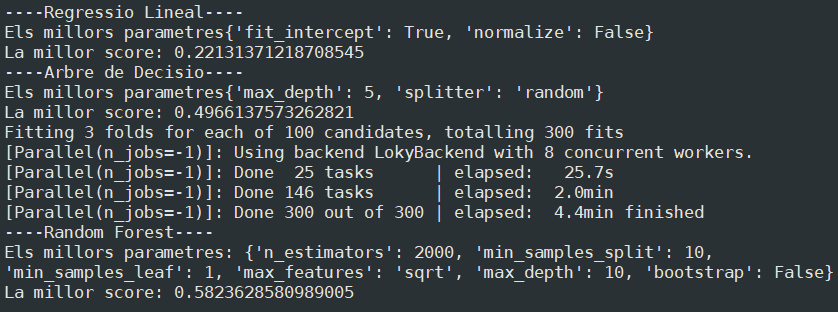 ----Regressio Lineal----
Els millors parametres{'fit_intercept': True, 'normalize': False}
La millor score: 0.22131371218708545
----Arbre de Decisio----
Els millors parametres{'max_depth': 5, 'splitter': 'random'}
La millor score: 0.4966137573262821
Fitting 3 folds for each of 100 candidates, totalling 300 fits
[Parallel(n_jobs=-1)]: Using backend LokyBackend with 8 concurrent workers.
[Parallel(n_jobs=-1)]: Done  25 tasks      | elapsed:   25.7s
[Parallel(n_jobs=-1)]: Done 146 tasks      | elapsed:  2.0min
[Parallel(n_jobs=-1)]: Done 300 out of 300 | elapsed:  4.4min finished
----Random Forest----
Els millors parametres: {'n_estimators': 2000, 'min_samples_split': 10,
'min_samples_leaf': 1, 'max_features': 'sqrt', 'max_depth': 10, 'bootstrap': False}
La millor score: 0.5823628580989005